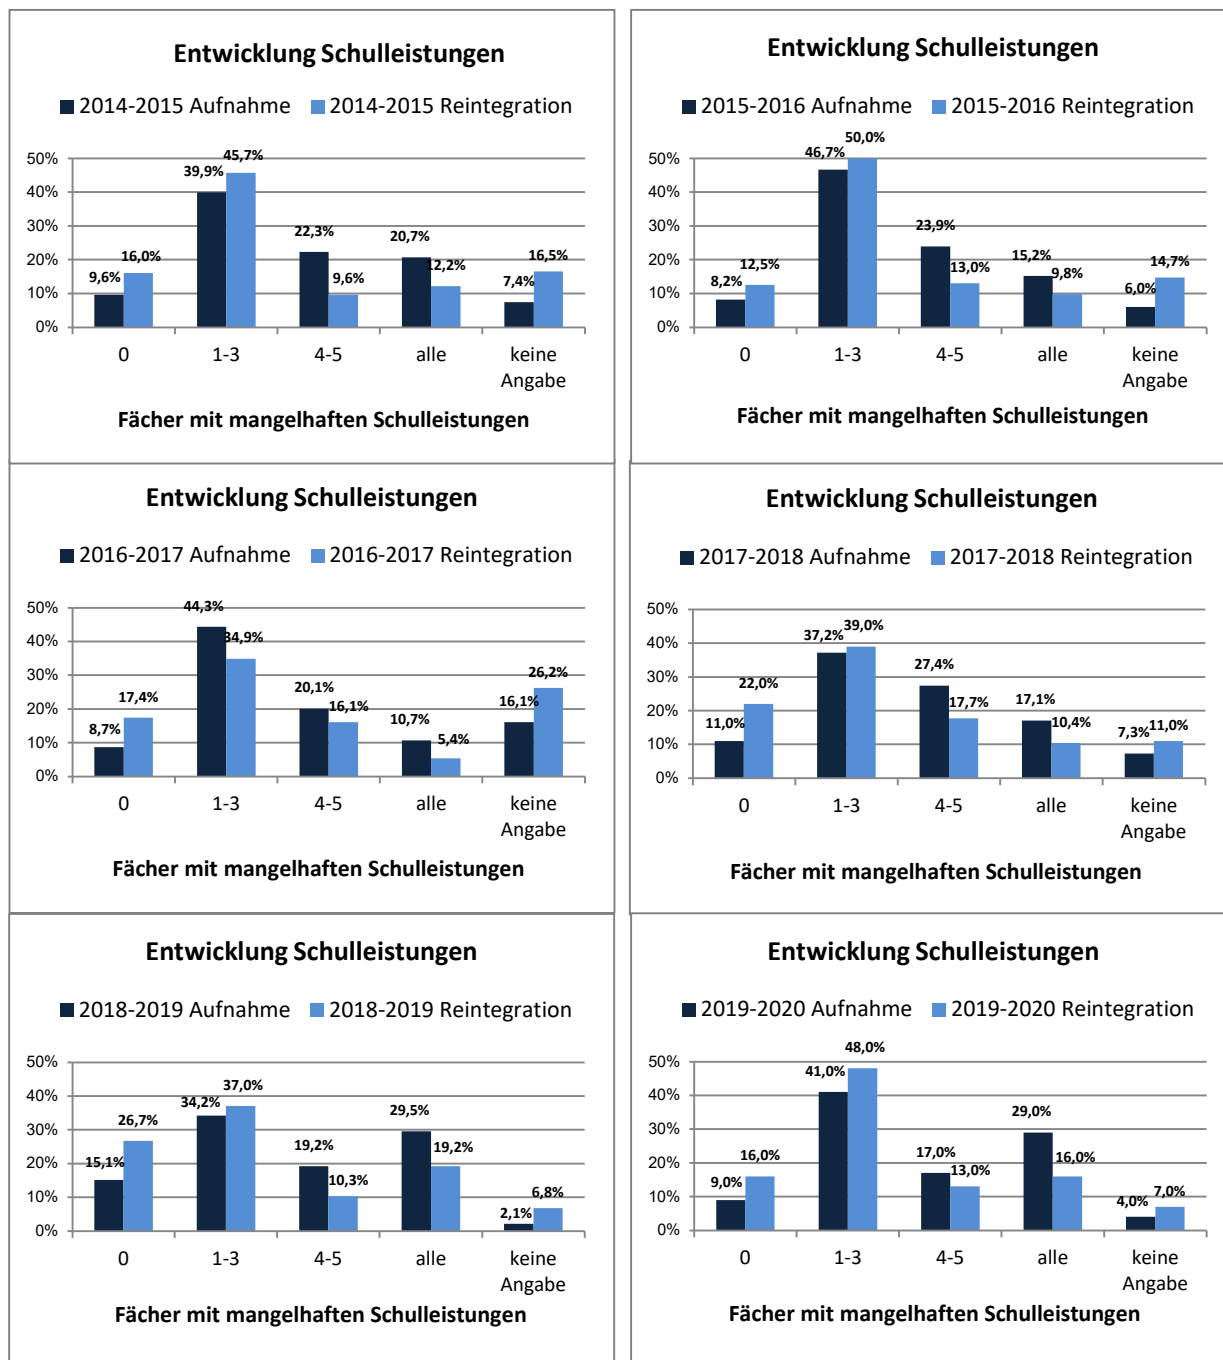 Entwicklung Schulleistungen
2014-2015 Aufnahme 2014-2015 Reintegration
50%
40%
30%
20%
10%
0%
9,6% 16,0% 39,9% 45,7% 22,3% 9,6% 20,7% 12,2% 7,4% 16,5%
0 1-3 4-5 alle keine
Angabe
Fächer mit mangelhaften Schulleistungen
Entwicklung Schulleistungen
2015-2016 Aufnahme 2015-2016 Reintegration
50%
40%
30%
20%
10%
0%
8,2% 12,5% 46,7% 50,0% 23,9% 13,0% 15,2% 9,8% 6,0% 14,7%
0 1-3 4-5 alle keine
Angabe
Fächer mit mangelhaften Schulleistungen
Entwicklung Schulleistungen
2016-2017 Aufnahme 2016-2017 Reintegration
50%
40%
30%
20%
10%
0%
8,7% 17,4% 44,3% 34,9% 20,1% 16,1% 10,7% 5,4% 16,1% 26,2%
0 1-3 4-5 alle keine
Angabe
Fächer mit mangelhaften Schulleistungen
Entwicklung Schulleistungen
2017-2018 Aufnahme 2017-2018 Reintegration
50%
40%
30%
20%
10%
0%
11,0% 22,0% 37,2% 39,0% 27,4% 17,7% 17,1% 10,4% 7,3% 11,0%
0 1-3 4-5 alle keine
Angabe
Fächer mit mangelhaften Schulleistungen
Entwicklung Schulleistungen
2018-2019 Aufnahme 2018-2019 Reintegration
50%
40%
30%
20%
10%
0%
15,1% 26,7% 34,2% 37,0% 19,2% 10,3% 29,5% 19,2% 2,1% 6,8%
0 1-3 4-5 alle keine
Angabe
Fächer mit mangelhaften Schulleistungen
Entwicklung Schulleistungen
2019-2020 Aufnahme 2019-2020 Reintegration
50%
40%
30%
20%
10%
0%
9,0% 16,0% 41,0% 48,0% 17,0% 13,0% 29,0% 16,0% 4,0% 7,0%
0 1-3 4-5 alle keine
Angabe
Fächer mit mangelhaften Schulleistungen